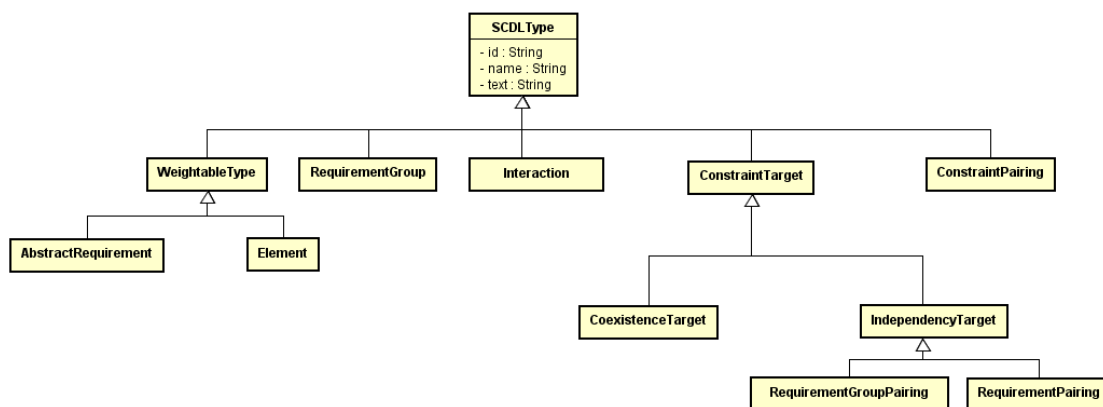 SCDLType
- id : String
- name : String
- text : String
WeightableType
RequirementGroup
Interaction
ConstraintTarget
ConstraintPairing
AbstractRequirement
Element
CoexistenceTarget
IndependencyTarget
RequirementGroupPairing
RequirementPairing